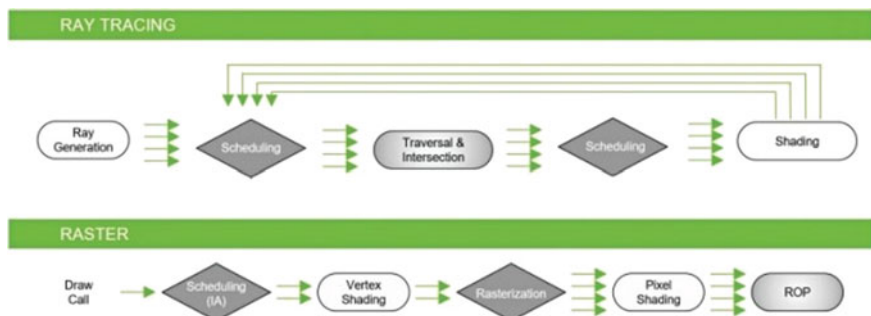 RAY TRACING
Ray
Generation
Scheduling
Traversal &
Intersection
Scheduling
Shading
RASTER
Draw
Call
Scheduling
(IA)
Vertex
Shading
Rasterization
Pixel
Shading
ROP